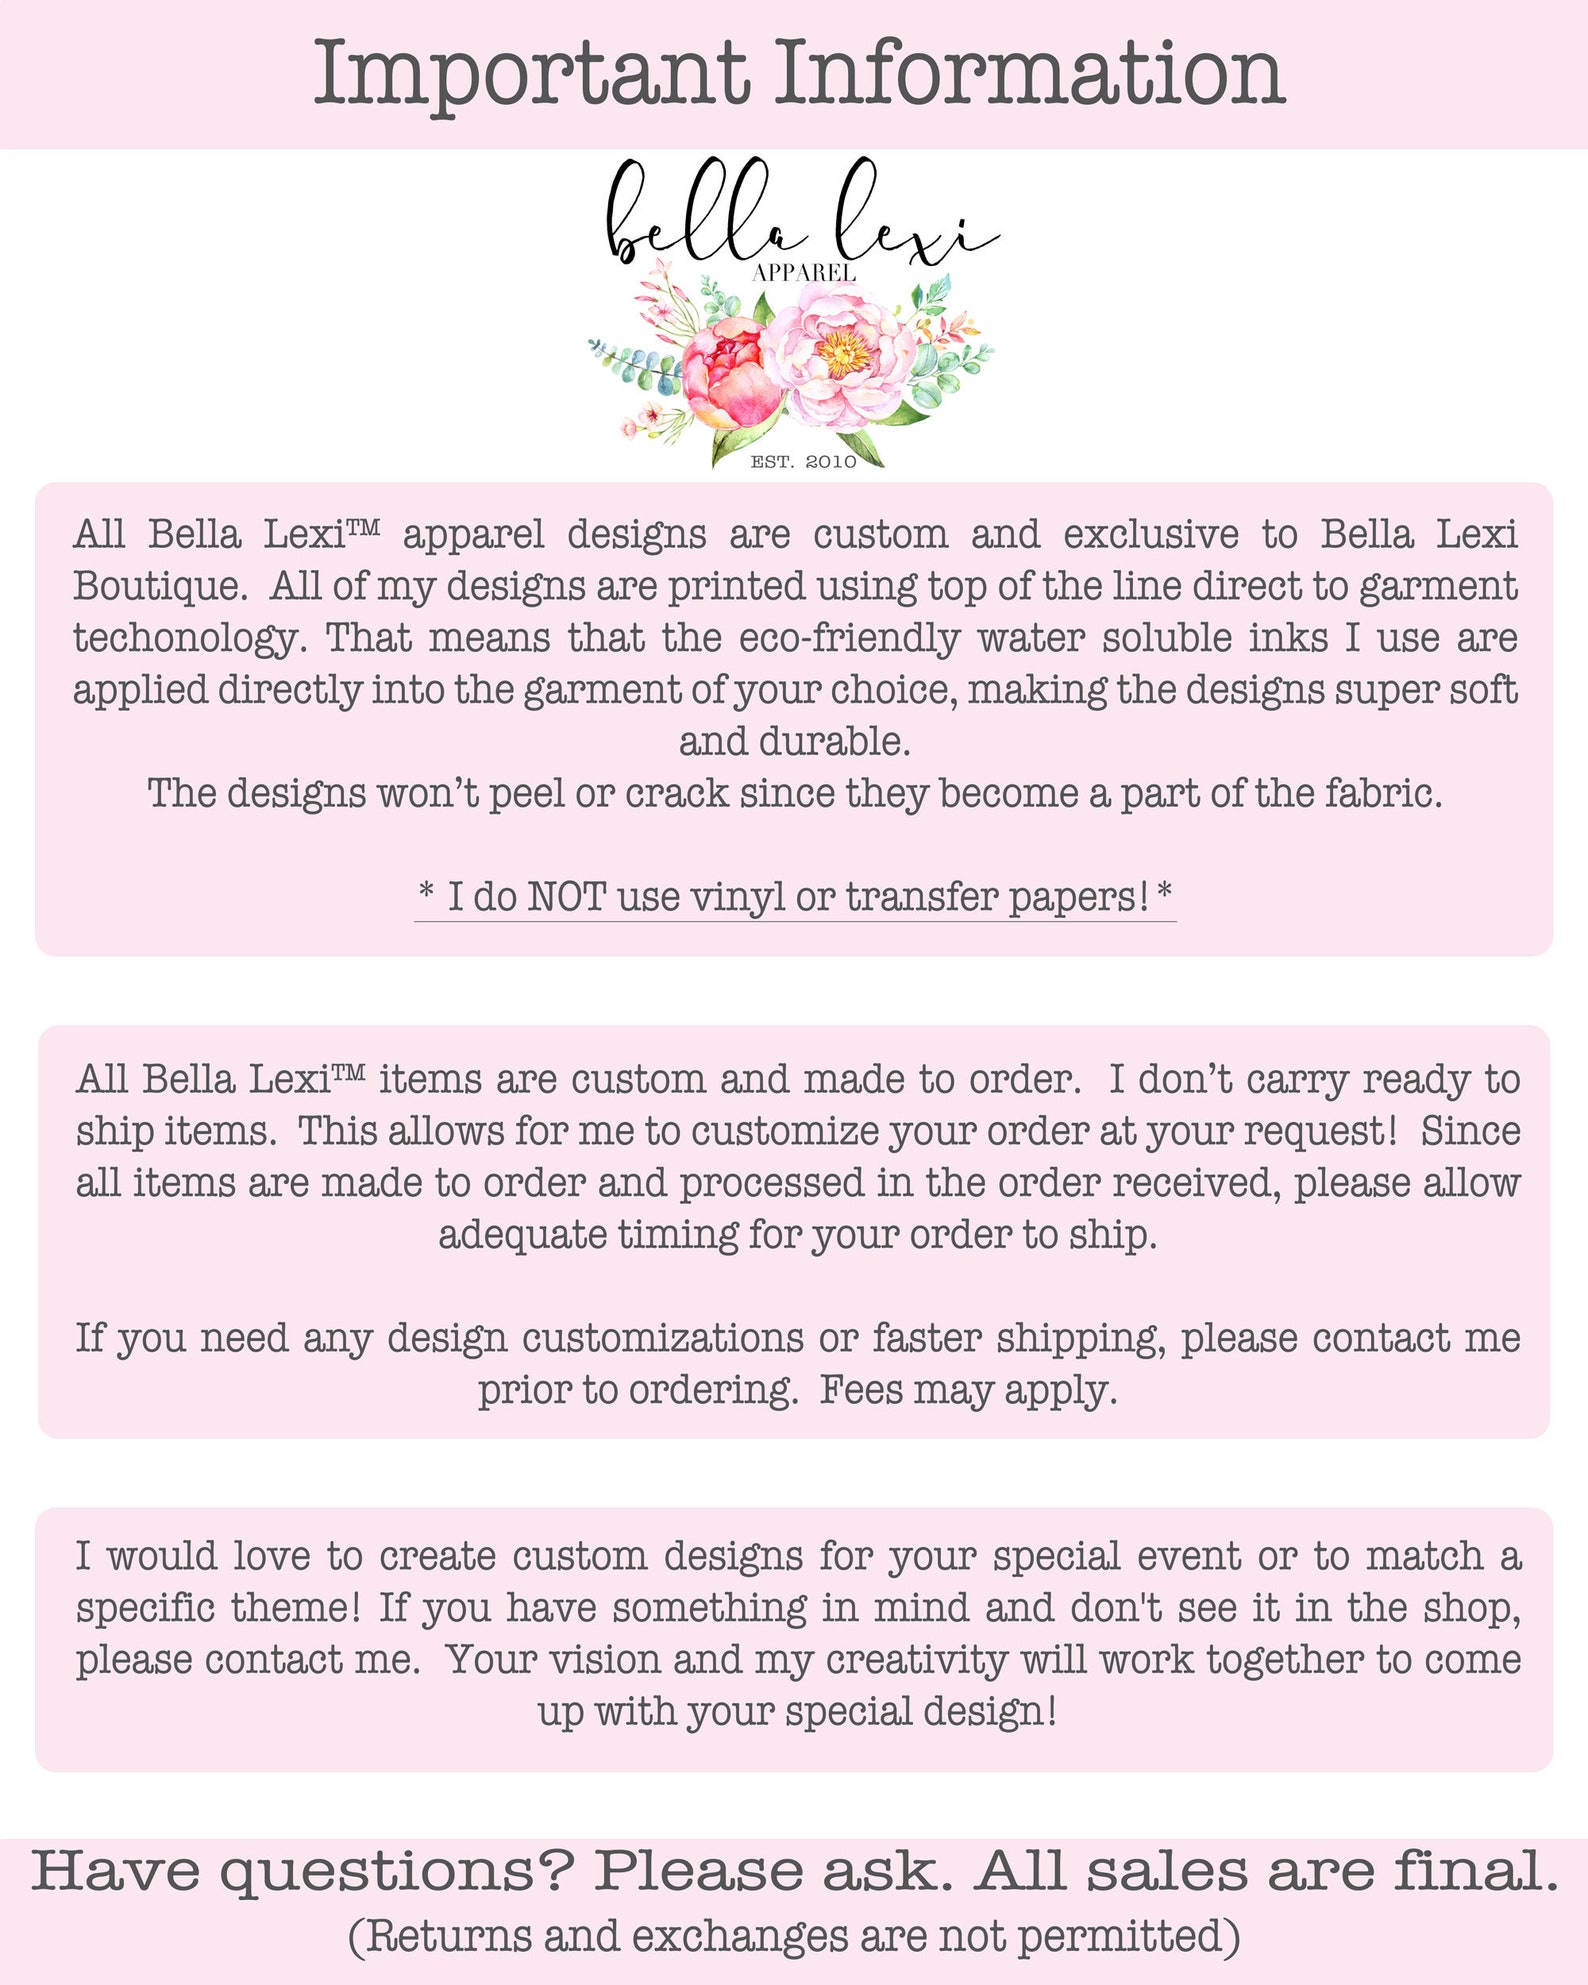 Important Information
bella lexi
APPAREL
EST. 2010
All Bella Lexi™ apparel designs are custom and exclusive to Bella Lexi
Boutique. All of my designs are printed using top of the line direct to garment
techonology. That means that the eco-friendly water soluble inks I use are
applied directly into the garment of your choice, making the designs super soft
and durable.
The designs won’t peel or crack since they become a part of the fabric.
* I do NOT use vinyl or transfer papers!*
All Bella Lexi™ items are custom and made to order. I don’t carry ready to
ship items. This allows for me to customize your order at your request! Since
all items are made to order and processed in the order received, please allow
adequate timing for your order to ship.
If you need any design customizations or faster shipping, please contact me
prior to ordering. Fees may apply.
I would love to create custom designs for your special event or to match a
specific theme! If you have something in mind and don't see it in the shop,
please contact me. Your vision and my creativity will work together to come
up with your special design!
Have questions? Please ask. All sales are final.
(Returns and exchanges are not permitted)